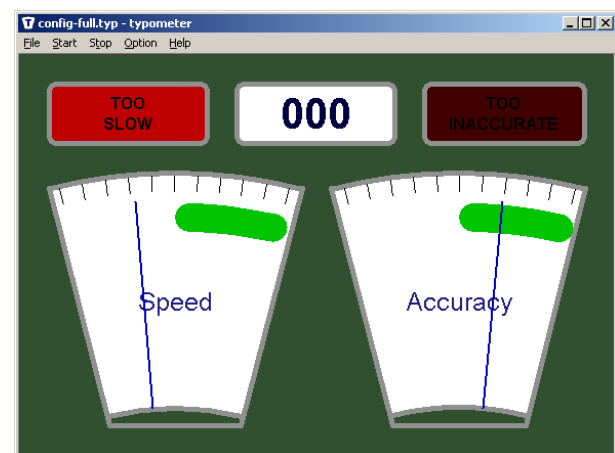 config-full.typ - typometer
File Start Stop Option Help
TOO
SLOW
000
TOO
INACCURATE
Speed
Accuracy